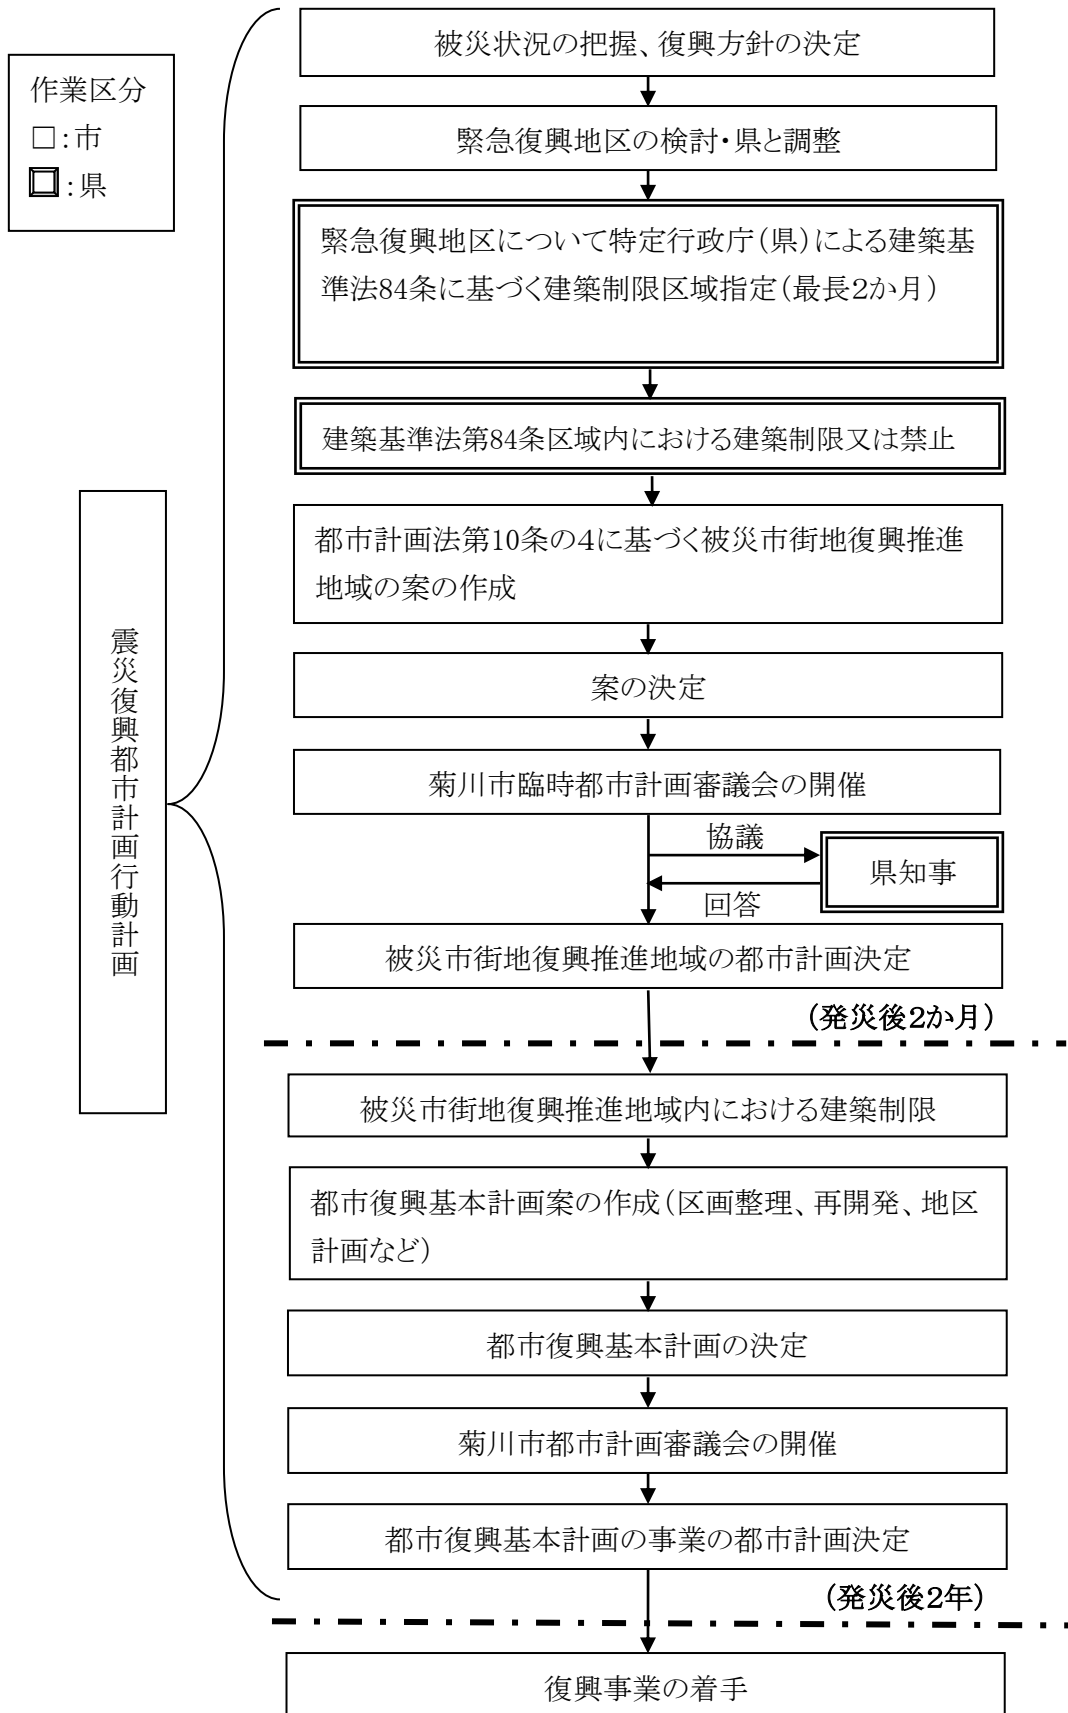 被災状況の把握、復興方針の決定
作業区分
□：市
回：県
緊急復興地区の検討・県と調整
緊急復興地区について特定行政庁（県）による建築基
準法84条に基づく建築制限区域指定（最長２か月）
建築基準法第84条区域内における建築制限又は禁止
都市計画法第10条の４に基づく被災市街地復興推進
地域の案の作成
案の決定
菊川市臨時都市計画審議会の開催
協議
県知事
回答
被災市街地復興推進地域の都市計画決定
（発災後２か月）
震災復興都市計画行動計画
被災市街地復興推進地域内における建築制限
都市復興基本計画案の作成（区画整理、再開発、地区
計画など）
都市復興基本計画の決定
菊川市都市計画審議会の開催
都市復興基本計画の事業の都市計画決定
（発災後２年）
復興事業の着手